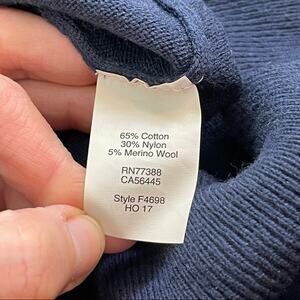 65% Cotton
30% Nylon
5% Merino Wool
RN77388
CA56445
Style F4698
HO 17